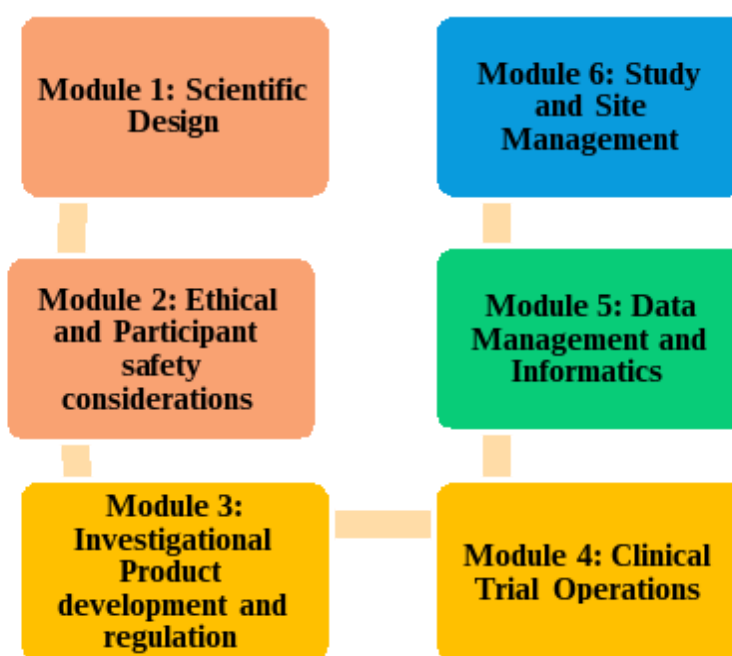 Module 1: Scientific
Design
Module 2: Ethical
and Participant
safety
considerations
Module 3:
Investigational
Product
development and
regulation
Module 4: Clinical
Trial Operations
Module 5: Data
Management and
Informatics
Module 6: Study
and Site
Management